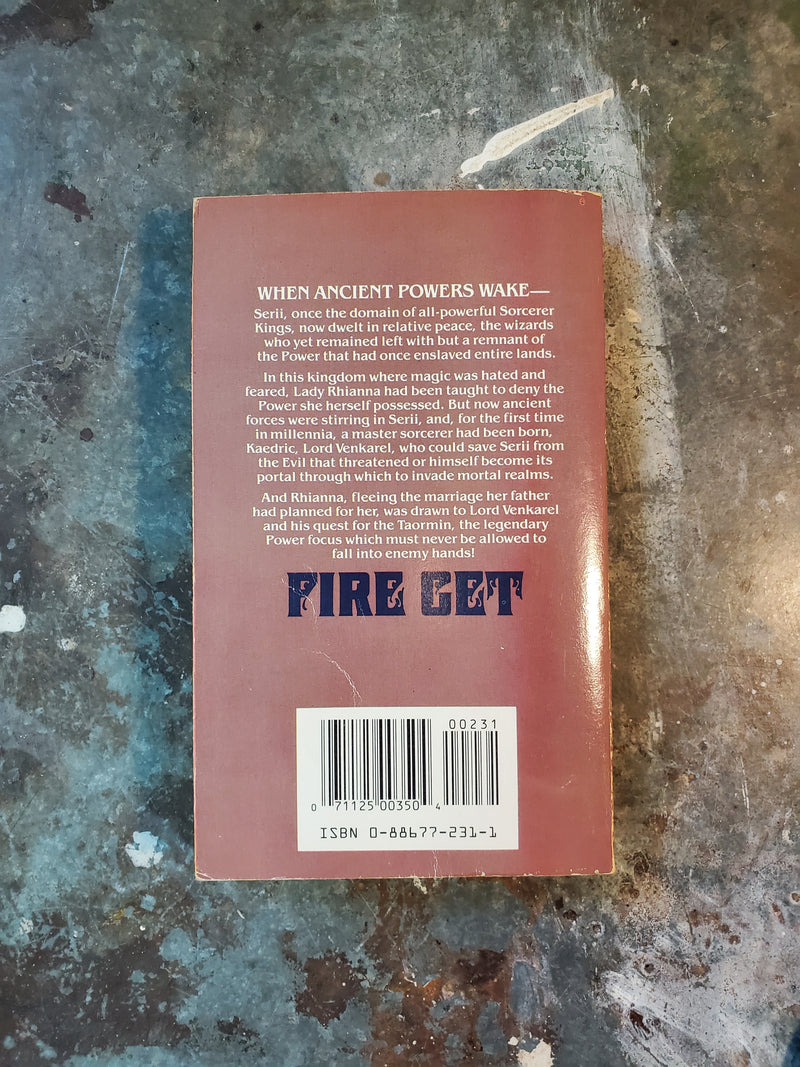 WHEN ANCIENT POWERS WAKE—
Serii, once the domain of all-powerful Sorcerer
Kings, now dwelt in relative peace, the wizards
who yet remained left with but a remnant of
the Power that had once enslaved entire lands.
In this kingdom where magic was hated and
feared, Lady Rhianna had been taught to deny the
Power she herself possessed. But now ancient
forces were stirring in Serii, and, for the first time
in millennia, a master sorcerer had been born,
Kaedric, Lord Venkarel, who could save Serii from
the Evil that threatened or himself become its
portal through which to invade mortal realms.
And Rhianna, fleeing the marriage her father
had planned for her, was drawn to Lord Venkarel
and his quest for the Taormin, the legendary
Power focus which must never be allowed to
fall into enemy hands!
FIRE GET
00231
0 71125 00350 4
ISBN 0-88677-231-1